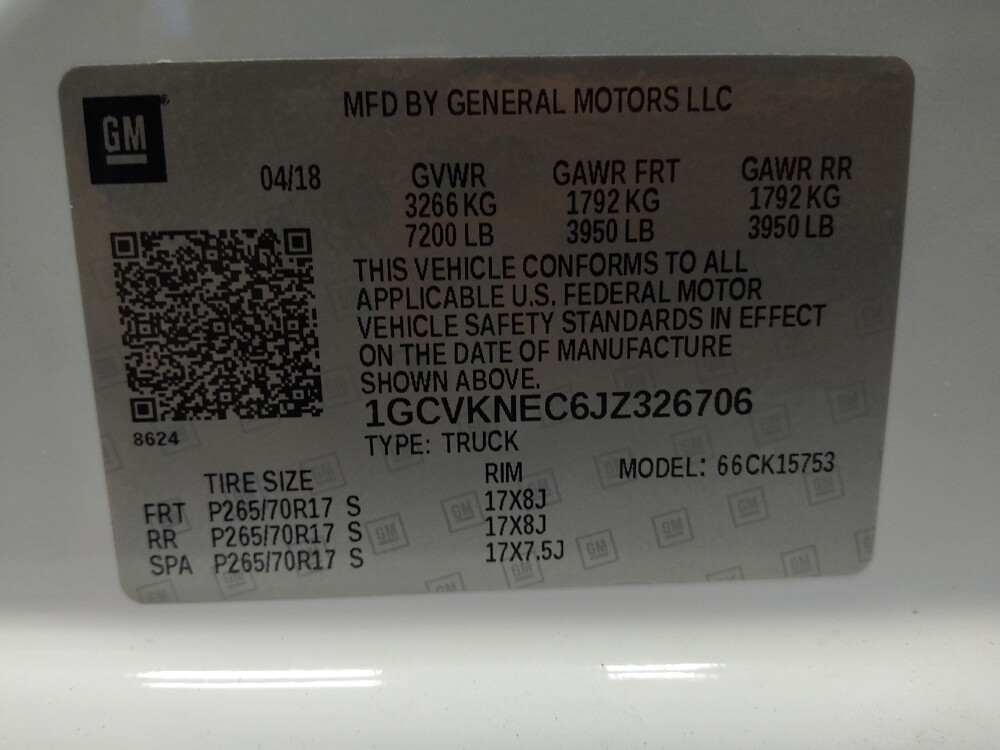 GM
MFD BY GENERAL MOTORS LLC
04/18 GVWR GAWR FRT GAWR RR
3266 KG 1792 KG 1792 KG
7200 LB 3950 LB 3950 LB
THIS VEHICLE CONFORMS TO ALL
APPLICABLE U.S. FEDERAL MOTOR
VEHICLE SAFETY STANDARDS IN EFFECT
ON THE DATE OF MANUFACTURE
SHOWN ABOVE.
1GCVKNEC6JZ326706
8624
TYPE: TRUCK
TIRE SIZE RIM MODEL: 66CK15753
FRT P265/70R17 S 17X8J
RR P265/70R17 S 17X8J
SPA P265/70R17 S 17X7.5J